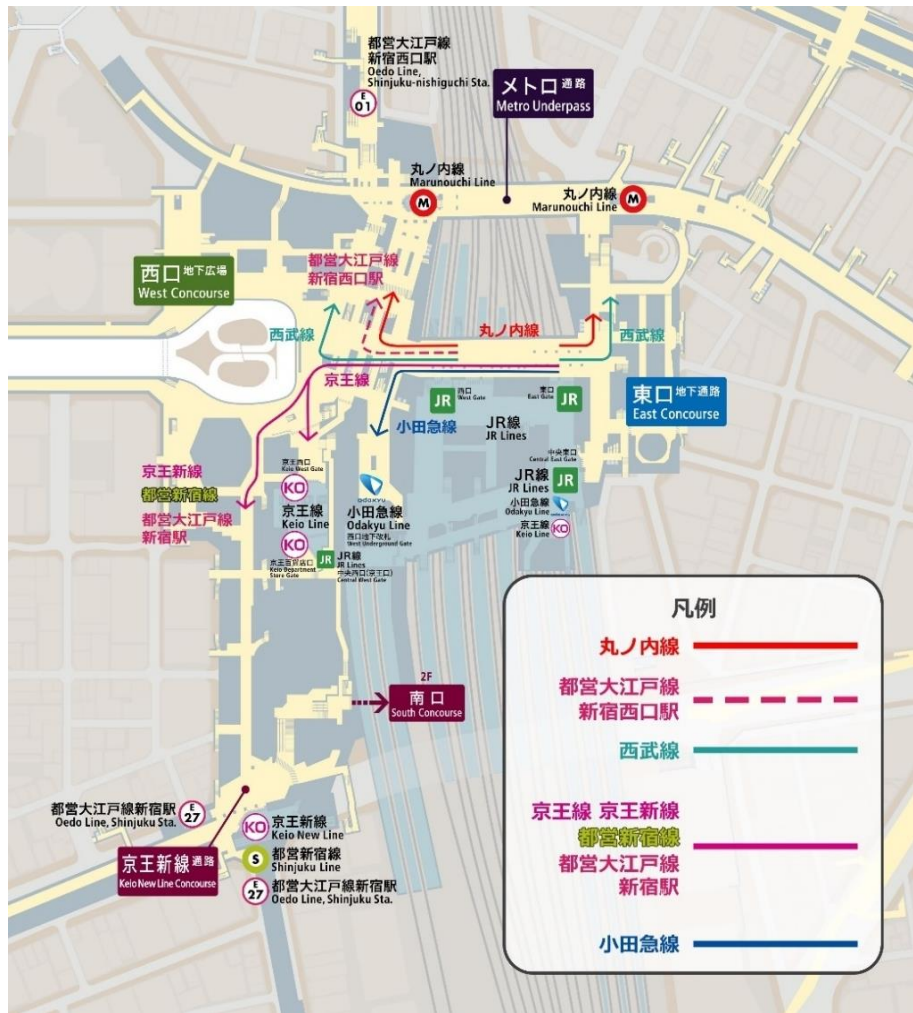 都営大江戸線
新宿西口駅
Oedo Line,
Shinjuku-nishiguchi Sta.
E
01
メトロ通路
Metro Underpass
丸ノ内線
Marunouchi Line
M
丸ノ内線
Marunouchi Line
M
西口地下広場
West Concourse
都営大江戸線
新宿西口駅
西武線
丸ノ内線
西武線
京王線
小田急線
JR
西口
West Gate
東口
East Gate
JR
JR線
JR Lines
東口地下通路
East Concourse
中央東口
Central East Gate
JR線
JR Lines
JR
小田急線
Odakyu Line
京王線
Keio Line
KO
京王新線
都営新宿線
都営大江戸線
新宿駅
京王西口
Keio West Gate
KO
京王線
Keio Line
KO
京王百貨店口
Keio Department
Store Gate
ODAKYU
小田急線
Odakyu Line
西口地下改札
West Underground Gate
JR
JR線
JR Lines
中央西口(京王口)
Central West Gate
2F
南口
South Concourse
都営大江戸線新宿駅
Oedo Line, Shinjuku Sta.
E
27
京王新線通路
Keio New Line Concourse
KO
京王新線
Keio New Line
S
都営新宿線
Shinjuku Line
E
27
都営大江戸線新宿駅
Oedo Line, Shinjuku Sta.
凡例
丸ノ内線
都営大江戸線
新宿西口駅
西武線
京王線 京王新線
都営新宿線
都営大江戸線
新宿駅
小田急線